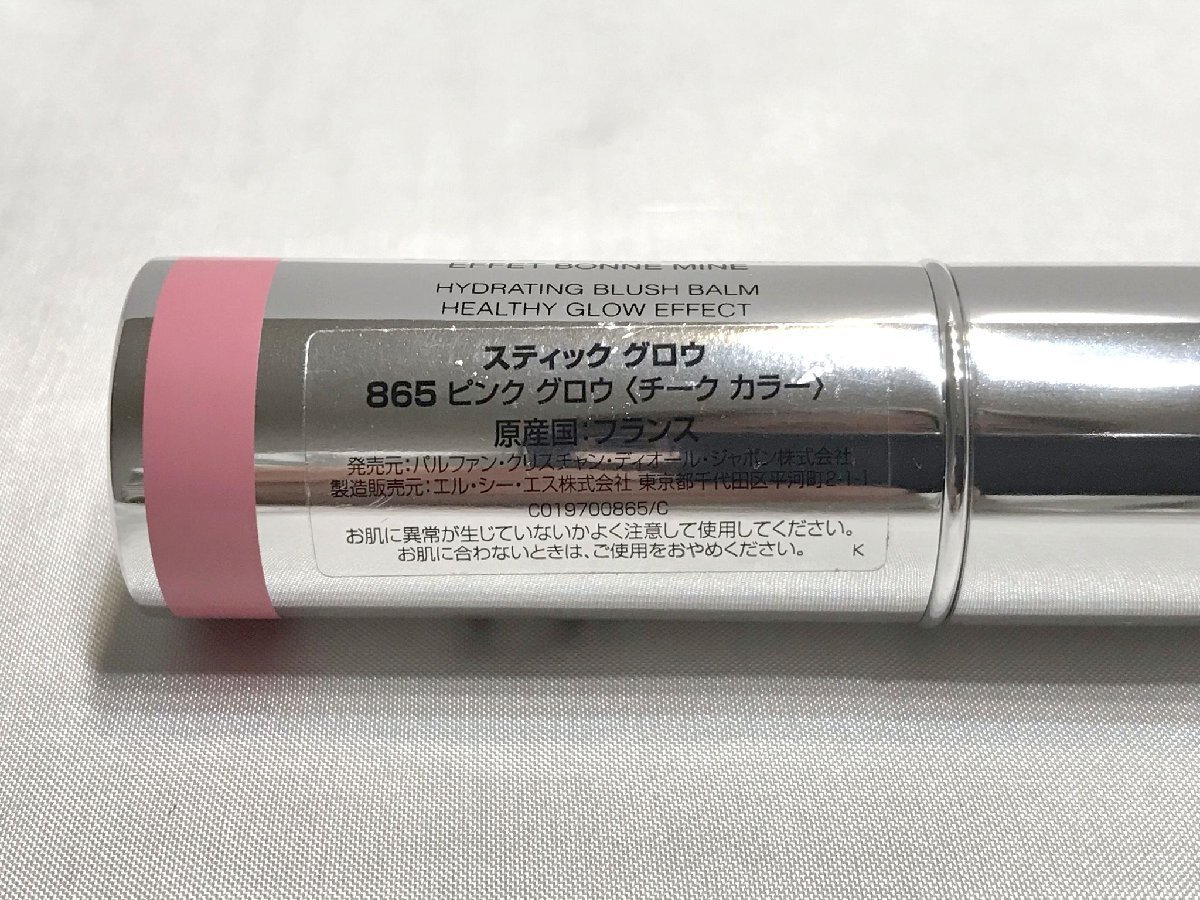 EFFET BONNE MINE
HYDRATING BLUSH BALM
HEALTHY GLOW EFFECT
スティック グロウ
865 ピンク グロウ〈チーク カラー〉
原産国:フランス
発売元:パルファン・クリスチャン・ディオール・ジャポン株式会社
製造販売元:エル・シー・エス株式会社 東京都千代田区平河町2-1-1
C019700865/C
お肌に異常が生じていないかよく注意して使用してください。
お肌に合わないときは、ご使用をおやめください。 K